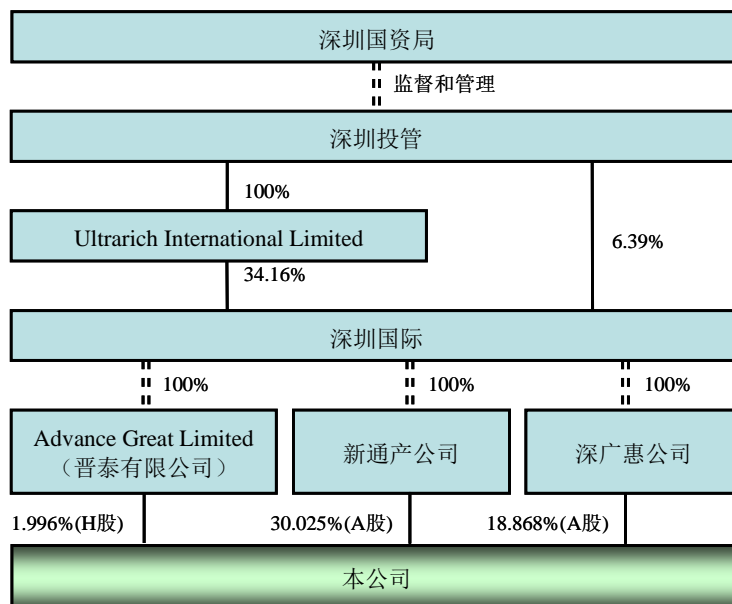 深圳国资局
监督和管理
深圳投管
100%
Ultrarich International Limited
6.39%
34.16%
深圳国际
100%
100%
100%
Advance Great Limited
（晋泰有限公司）
新通产公司
深广惠公司
1.996%(H股)
30.025%(A股)
18.868%(A股)
本公司